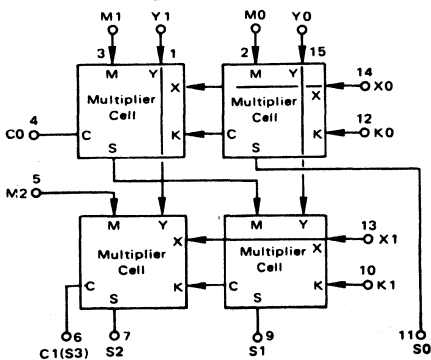 M1 Y1 M0 Y0
3 1 2 15
M Y M Y 14
X X X0
Multiplier Cell Multiplier Cell
4 12
C0 C K C K K0
S S
5
M2
M Y M Y 13
X X X1
Multiplier Cell Multiplier Cell
10
C K C K K1
S S
6 7 9 11
C1(S3) S2 S1 S0